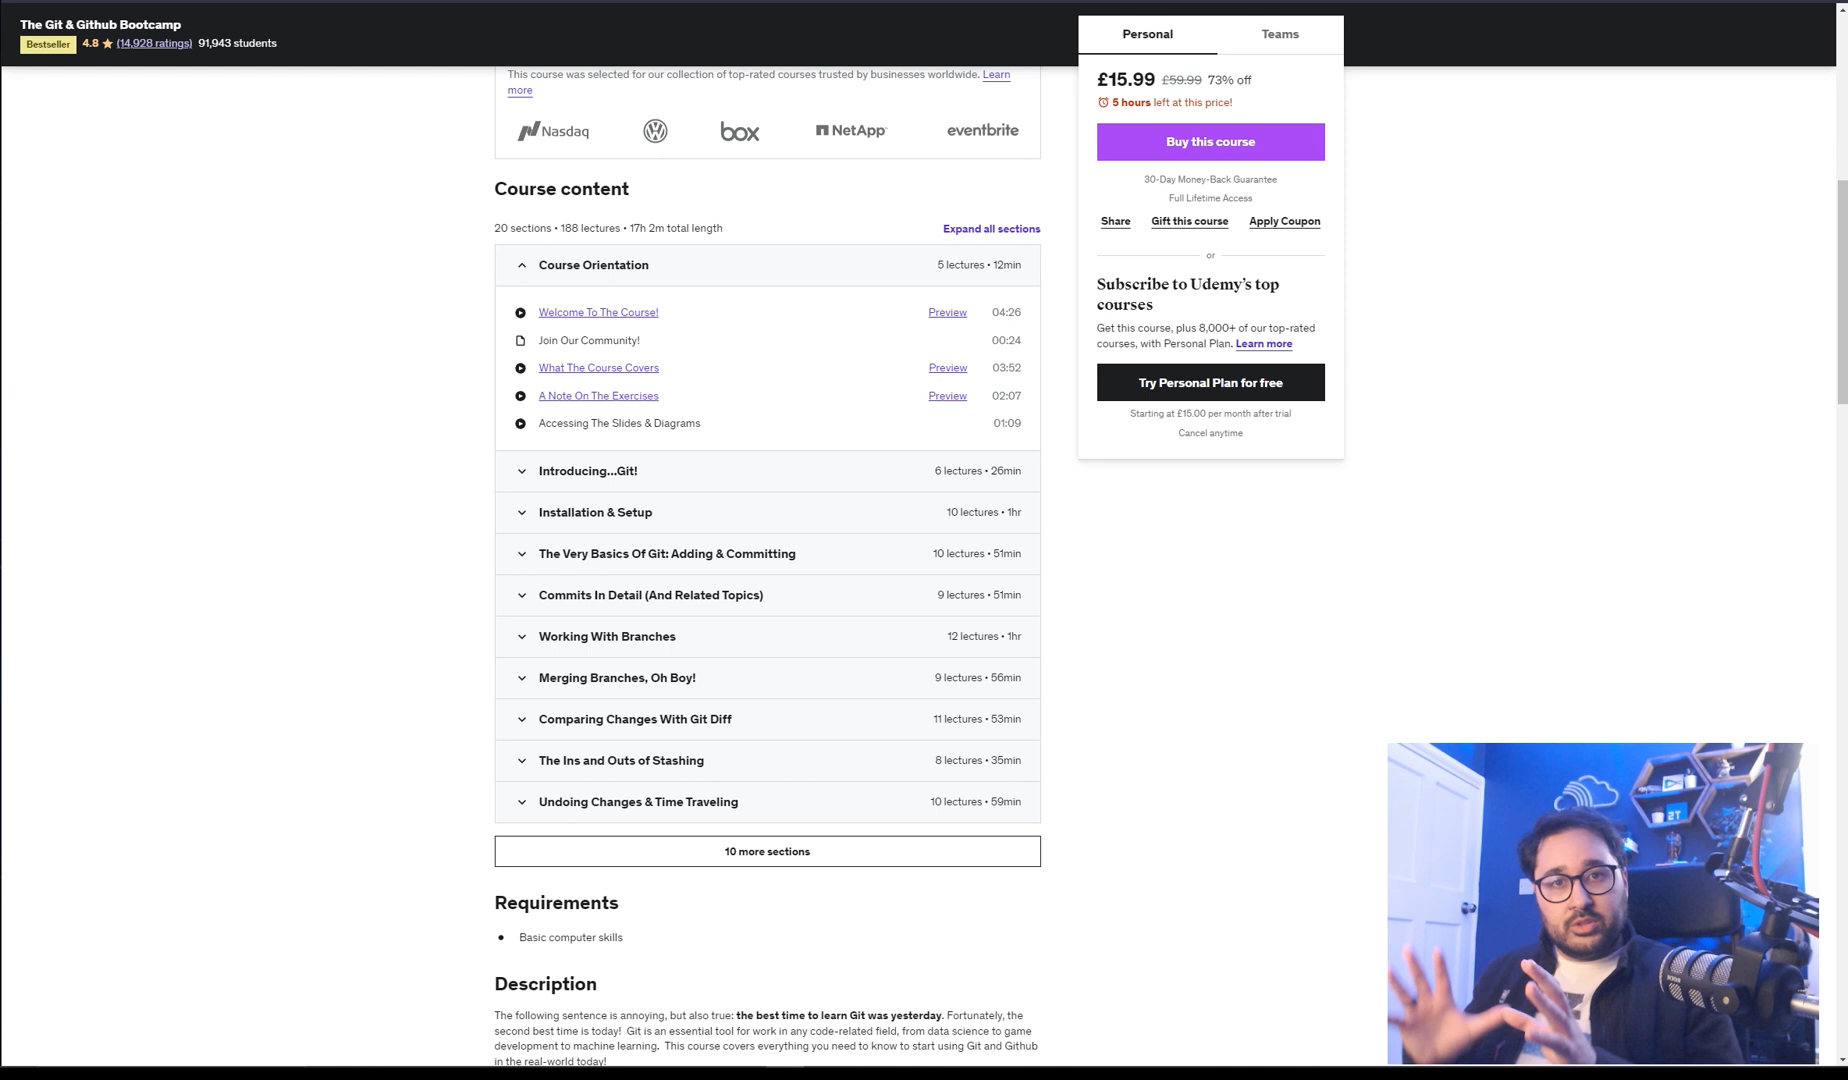 The Git & Github Bootcamp
Bestseller 4.8 (14,928 ratings) 91,943 students
This course was selected for our collection of top-rated courses trusted by businesses worldwide. Learn
more
Nasdaq box NetApp eventbrite
Course content
20 sections • 188 lectures • 17h 2m total length Expand all sections
Course Orientation 5 lectures • 12min
Welcome To The Course! Preview 04:26
Join Our Community! 00:24
What The Course Covers Preview 03:52
A Note On The Exercises Preview 02:07
Accessing The Slides & Diagrams 01:09
Introducing...Git! 6 lectures • 26min
Installation & Setup 10 lectures • 1hr
The Very Basics Of Git: Adding & Committing 10 lectures • 51min
Commits In Detail (And Related Topics) 9 lectures • 51min
Working With Branches 12 lectures • 1hr
Merging Branches, Oh Boy! 9 lectures • 56min
Comparing Changes With Git Diff 11 lectures • 53min
The Ins and Outs of Stashing 8 lectures • 35min
Undoing Changes & Time Traveling 10 lectures • 59min
10 more sections
Requirements
• Basic computer skills
Description
The following sentence is annoying, but also true: the best time to learn Git was yesterday. Fortunately, the
second best time is today! Git is an essential tool for work in any code-related field, from data science to game
development to machine learning. This course covers everything you need to know to start using Git and Github
in the real-world today!
Personal Teams
£15.99 £59.99 73% off
5 hours left at this price!
Buy this course
30-Day Money-Back Guarantee
Full Lifetime Access
Share Gift this course Apply Coupon
or
Subscribe to Udemy's top
courses
Get this course, plus 8,000+ of our top-rated
courses, with Personal Plan. Learn more
Try Personal Plan for free
Starting at £15.00 per month after trial
Cancel anytime